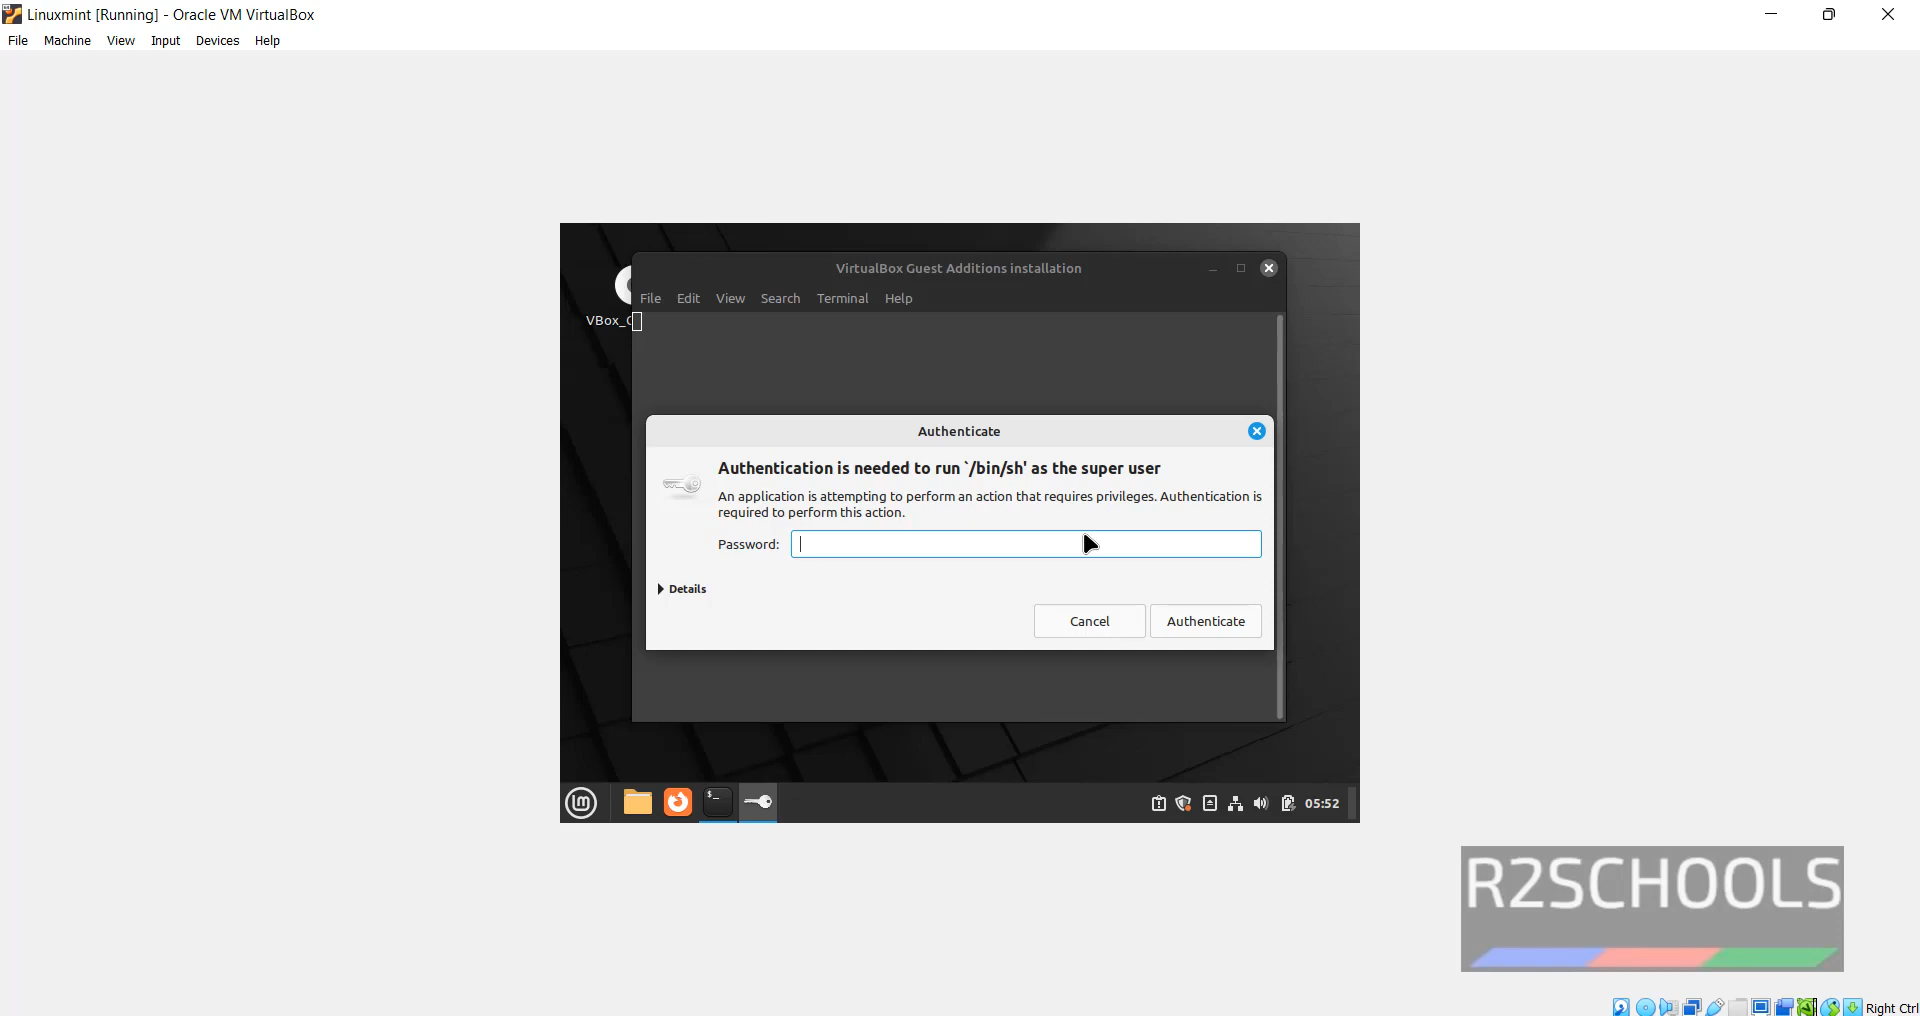 Linuxmint [Running] - Oracle VM VirtualBox
File Machine View Input Devices Help
VirtualBox Guest Additions installation
File Edit View Search Terminal Help
VBox_
Authenticate
Authentication is needed to run `/bin/sh' as the super user
An application is attempting to perform an action that requires privileges. Authentication is
required to perform this action.
Password:
Details
Cancel Authenticate
05:52
R2SCHOOLS
Right Ctrl